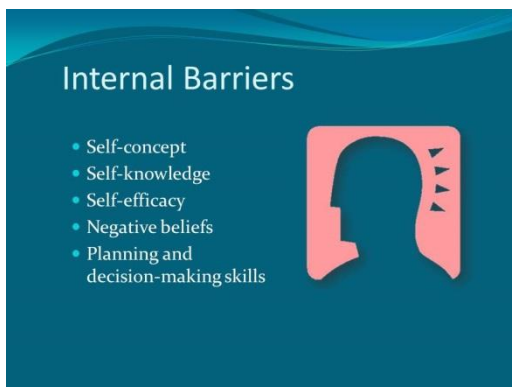 Internal Barriers
• Self-concept
• Self-knowledge
• Self-efficacy
• Negative beliefs
• Planning and
decision-making skills